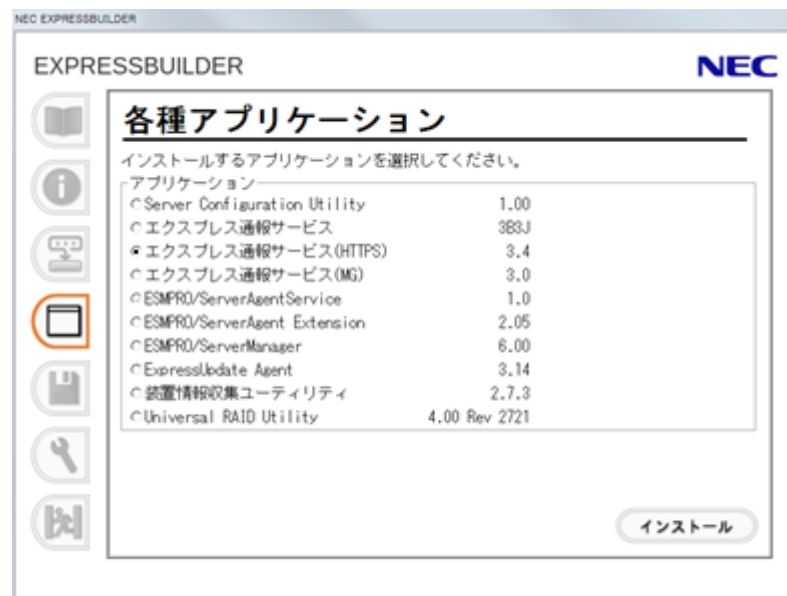 NEC EXPRESSBUILDER
EXPRESSBUILDER
NEC
各種アプリケーション
インストールするアプリケーションを選択してください。
アプリケーション
Server Configuration Utility 1.00
エクスプレス通報サービス 3B3J
エクスプレス通報サービス(HTTPS) 3.4
エクスプレス通報サービス(MG) 3.0
ESMPRO/ServerAgentService 1.0
ESMPRO/ServerAgent Extension 2.05
ESMPRO/ServerManager 6.00
ExpressUpdate Agent 3.14
装置情報収集ユーティリティ 2.7.3
Universal RAID Utility 4.00 Rev 2721
インストール